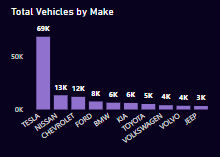 Total Vehicles by Make
69K
50K
13K 12K 8K 6K 6K 5K 4K 4K 3K
0K
TESLA NISSAN CHEVROLET FORD BMW KIA TOYOTA VOLKSWAGEN VOLVO JEEP